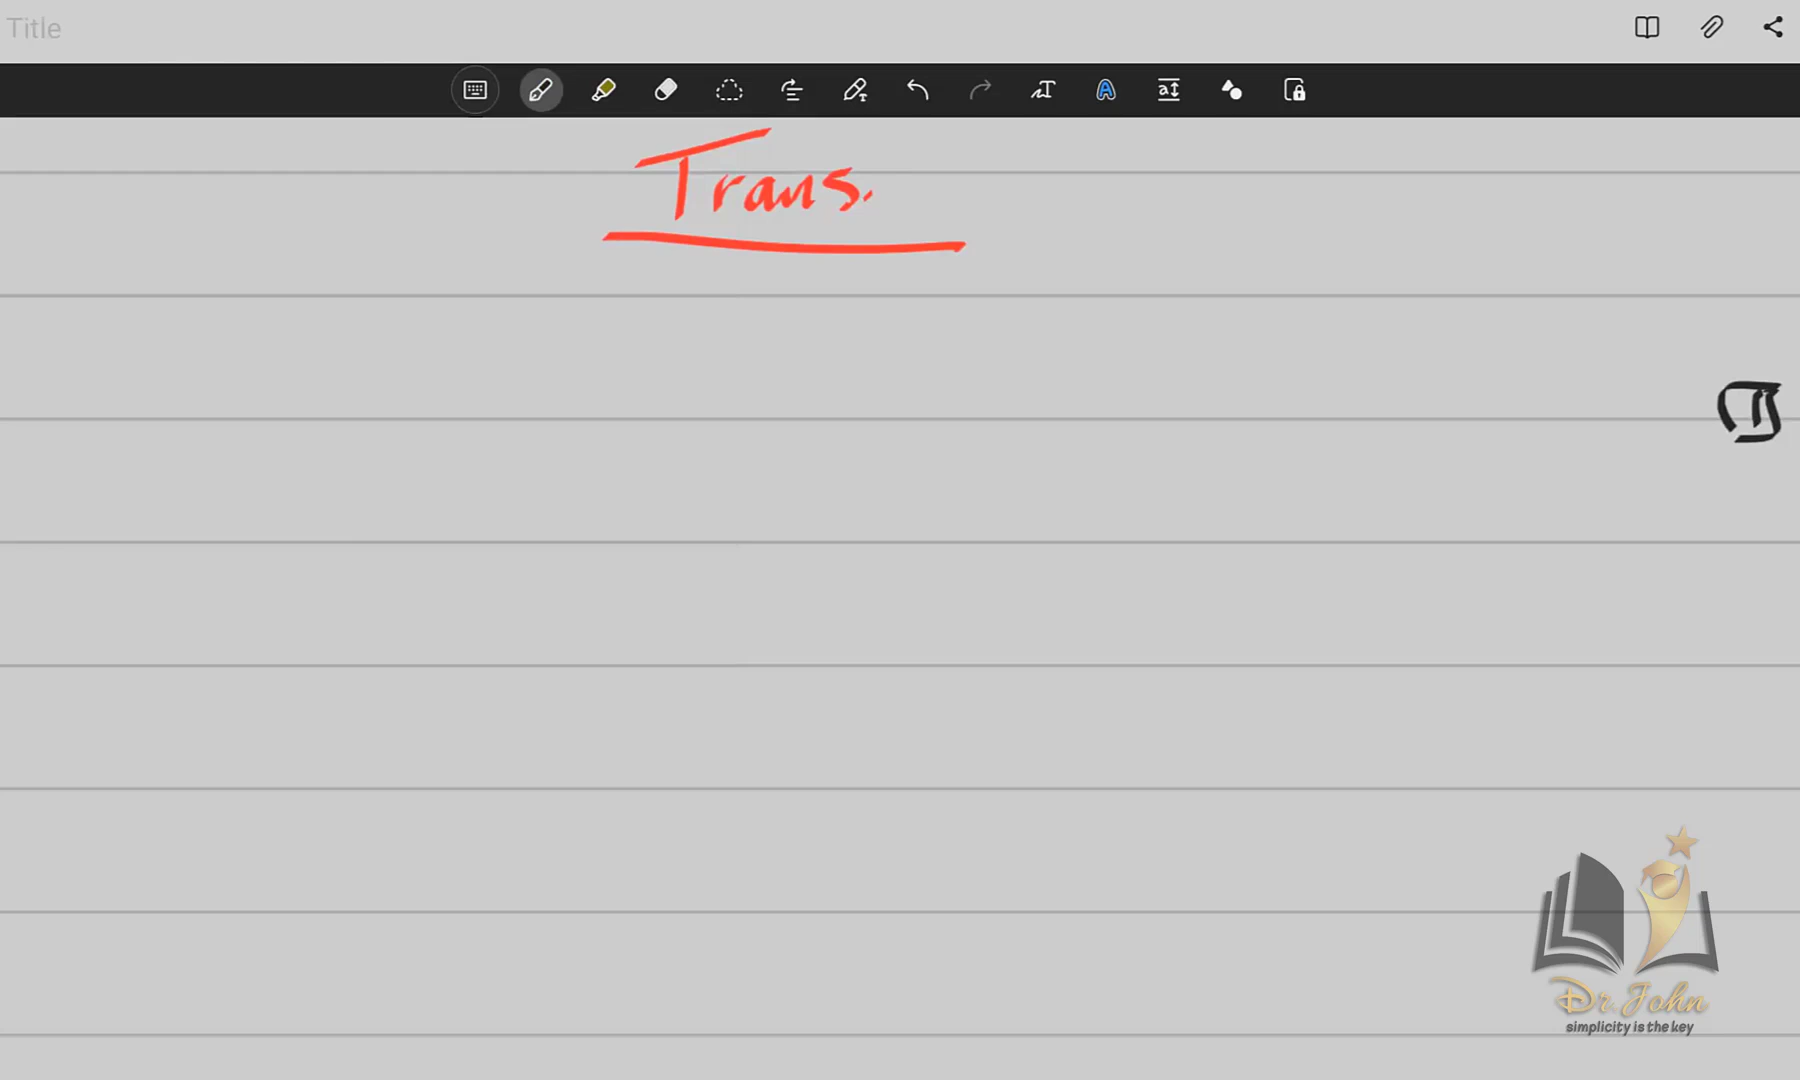 Title
Trans.
Dr. John
simplicity is the key